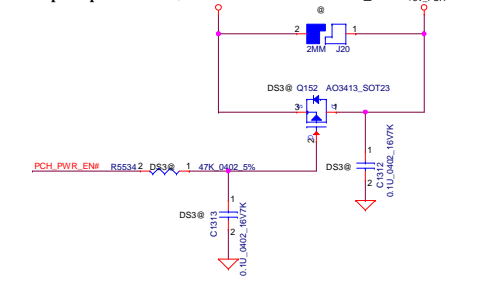 @
2 1
2MM J20
DS3@ Q152 AO3413_SOT23
3 1
2
PCH_PWR_EN# R5534 2 DS3@ 1 47K_0402_5%
DS3@
1
2
C1312
0.1U_0402_16V7K
DS3@
1
2
C1313
0.1U_0402_16V7K